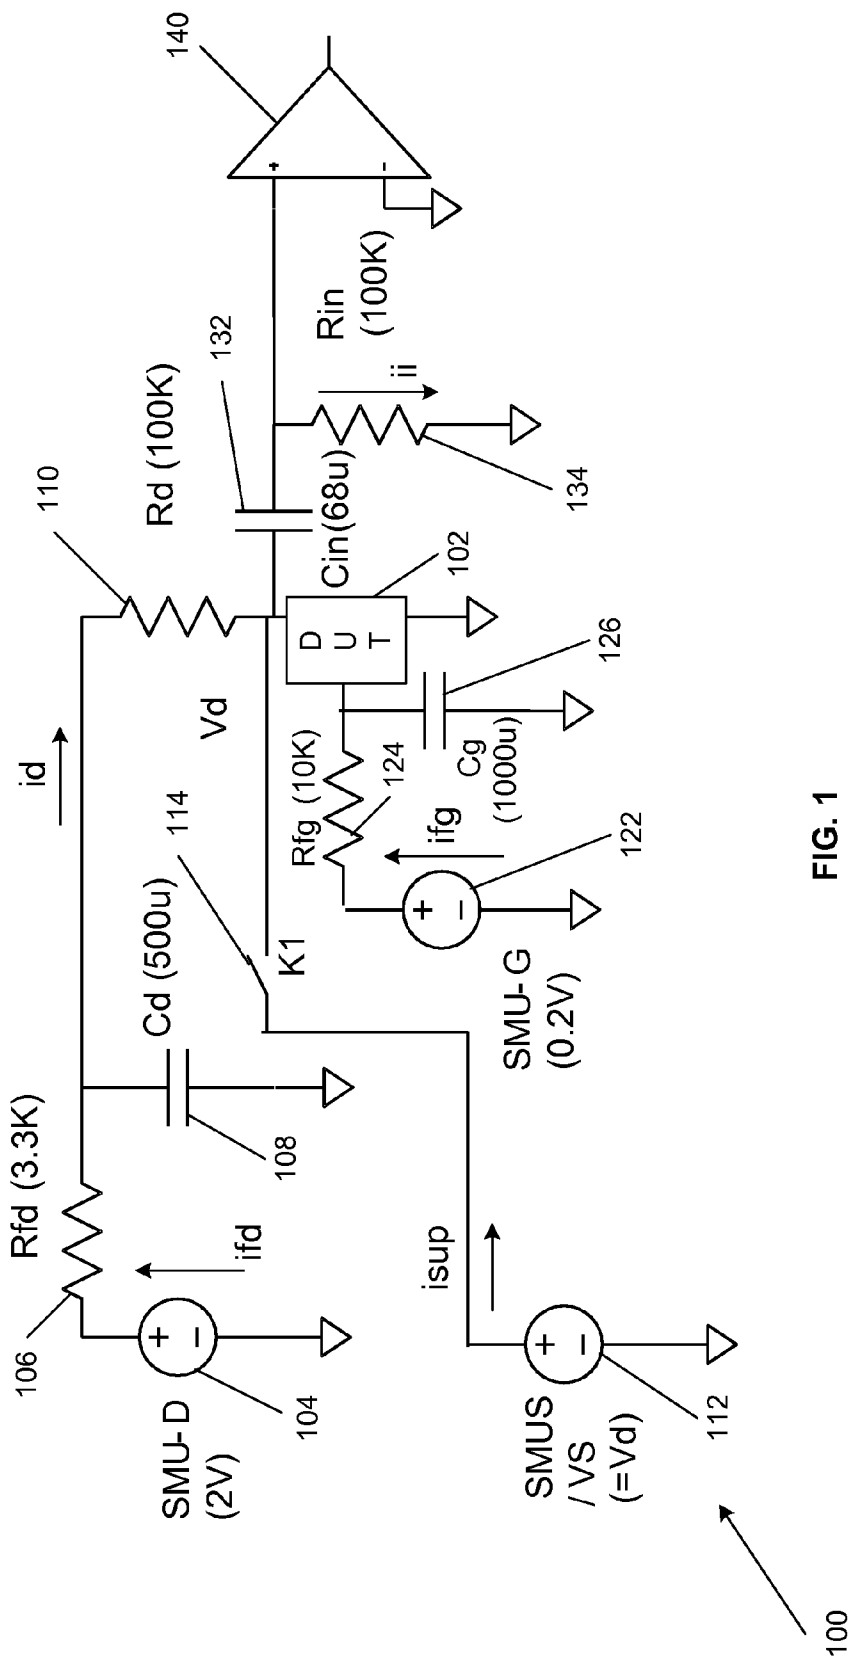 110
Rd (100K)
132
140
id
Vd
Cin(68u)
Rin
(100K)
+
-
114
Rfd (3.3K)
Cd (500u)
K1
D
U
T
102
ii
134
106
ifd
108
Rfg (10K)
124
Cg
(1000u)
126
+
-
SMU-D
(2V)
104
ifg
+
-
122
SMU-G
(0.2V)
isup
+
-
SMUS
/ VS
(=Vd)
112
100
FIG. 1